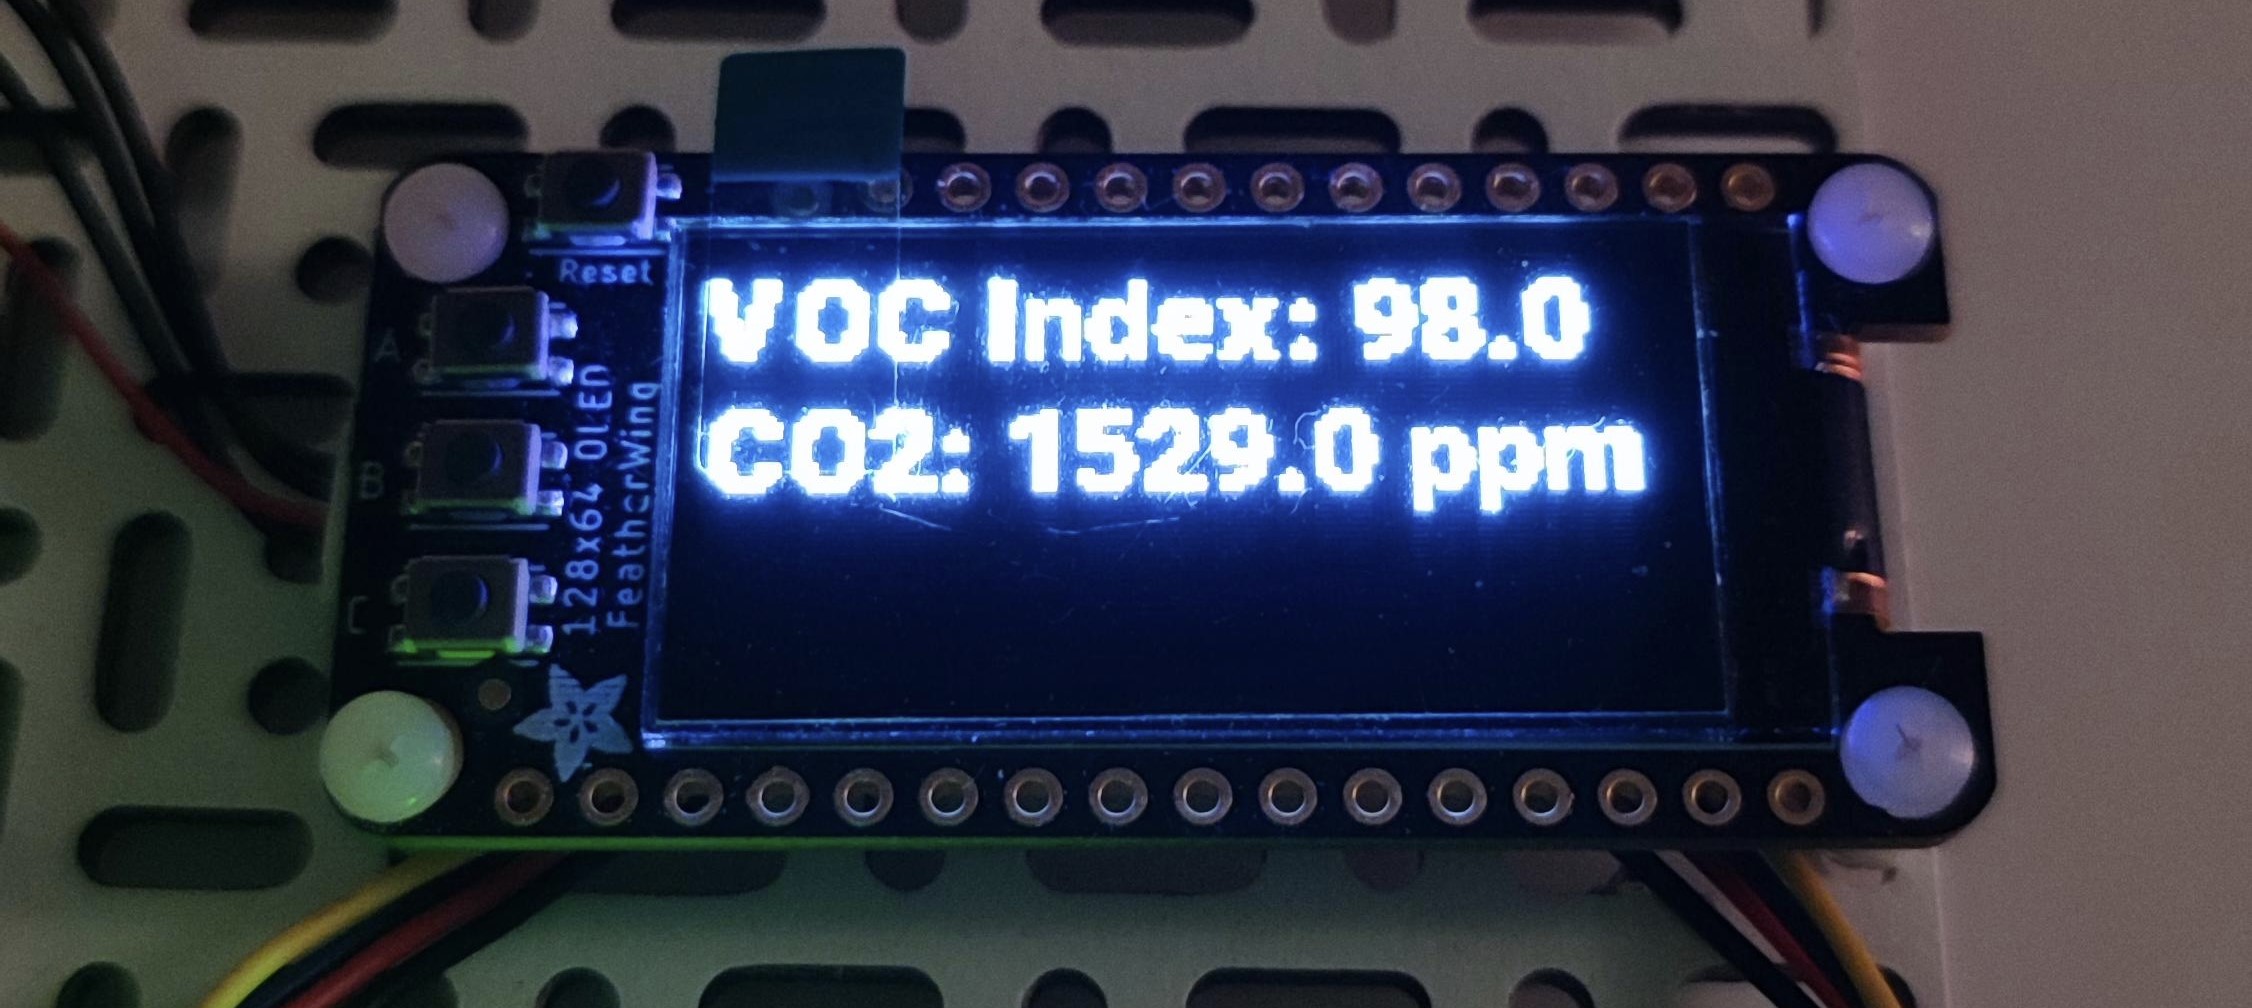 VOC Index: 98.0
CO2: 1529.0 ppm
Reset
A
B
C
128x64 OLED
FeatherWing